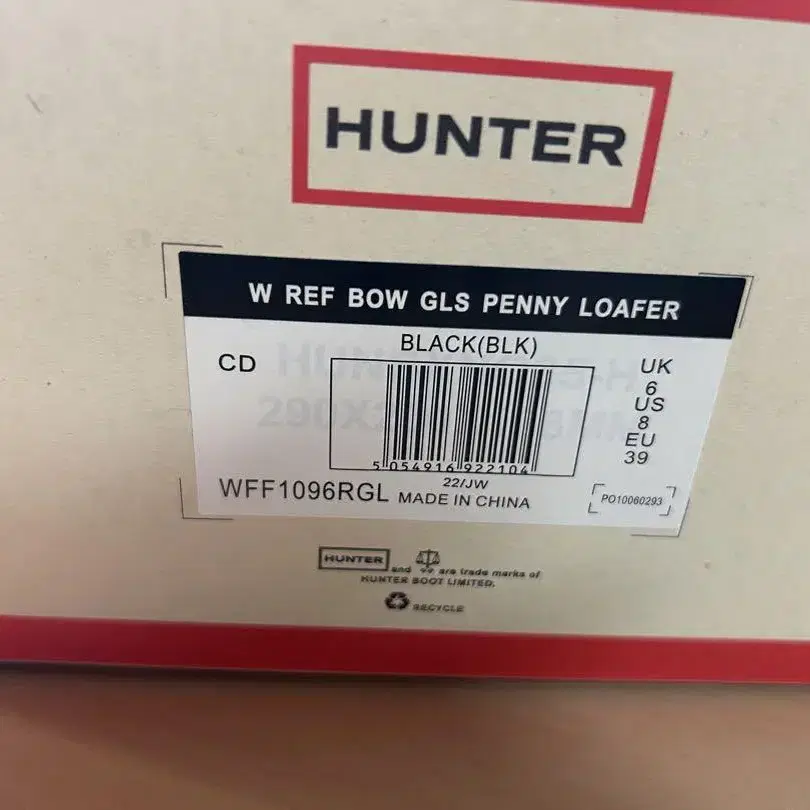 HUNTER
W REF BOW GLS PENNY LOAFER
BLACK(BLK)
CD
UK
6
US
8
EU
39
5 054916 922104
22/JW
WFF1096RGL
MADE IN CHINA
PO10060293
HUNTER and are trade marks of
HUNTER BOOT LIMITED.
RECYCLE